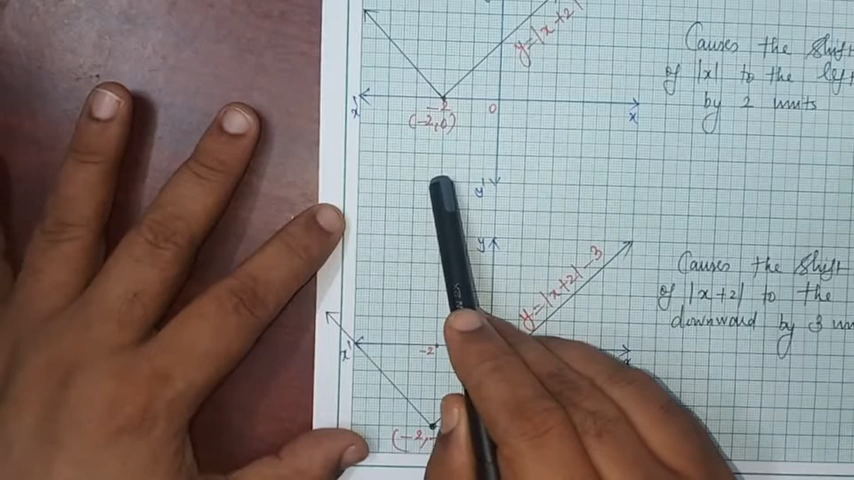 y=|x+2|
Causes the Shift
of |x| to the left
by 2 units
-2
(-2,0)
0
x'
x
y'
y
y=|x+2|-3
Causes the Shift
of |x+2| to the
downward by 3
x'
-2
(-2,